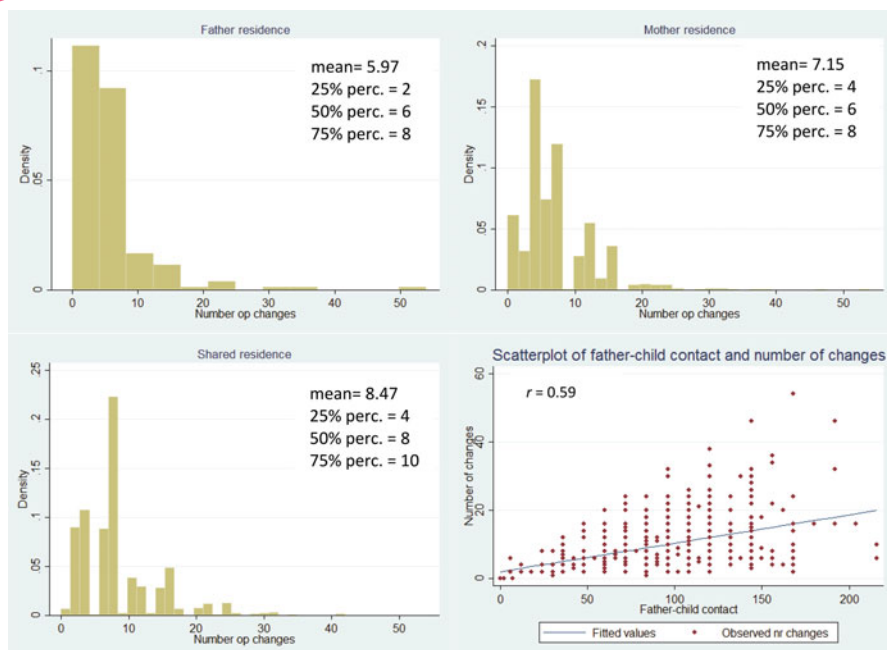 Father residence
mean= 5.97
25% perc. = 2
50% perc. = 6
75% perc. = 8
Density
0
.05
.1
0 10 20 30 40 50
Number op changes
Mother residence
mean= 7.15
25% perc. = 4
50% perc. = 6
75% perc. = 8
Density
0
.05
.1
.15
.2
0 10 20 30 40 50
Number op changes
Shared residence
mean= 8.47
25% perc. = 4
50% perc. = 8
75% perc. = 10
Density
0
.05
.1
.15
.2
.25
0 10 20 30 40 50
Number op changes
Scatterplot of father-child contact and number of changes
r = 0.59
Number of changes
0
20
40
60
0 50 100 150 200
Father-child contact
Fitted values Observed nr changes